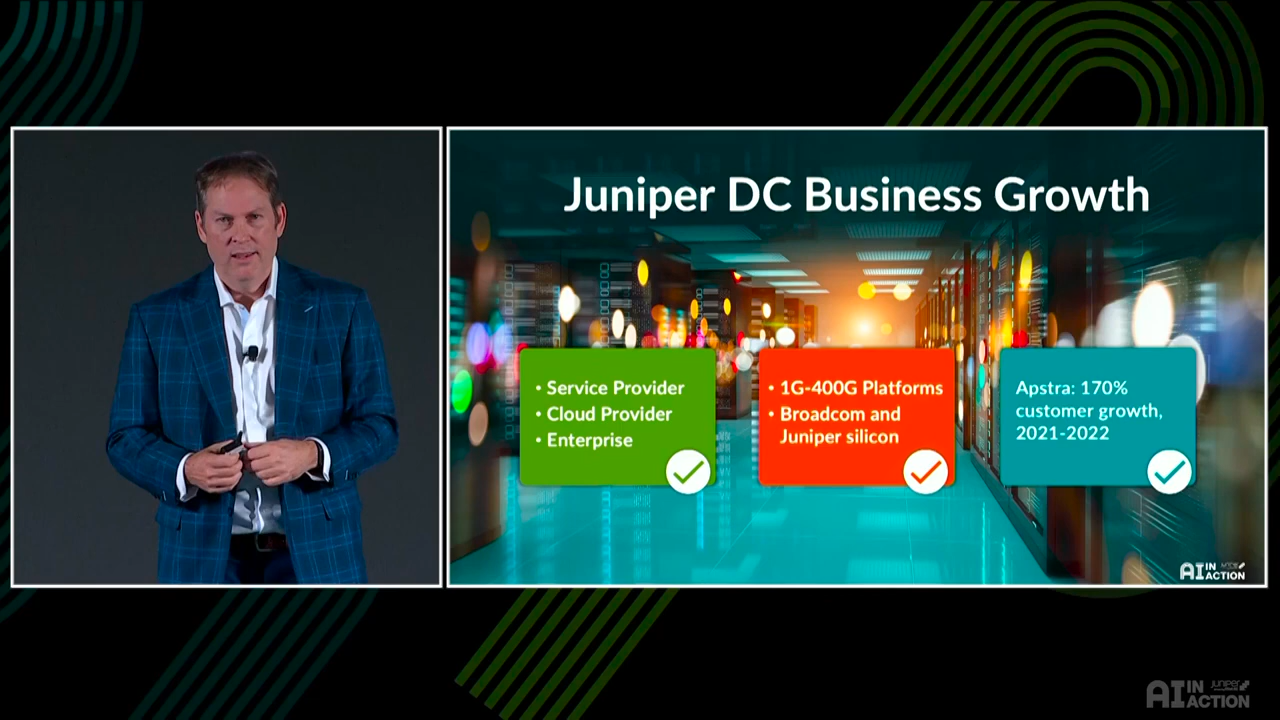 Juniper DC Business Growth
• Service Provider
• Cloud Provider
• Enterprise
• 1G-400G Platforms
• Broadcom and
Juniper silicon
Apstra: 170%
customer growth,
2021-2022
AI IN
ACTION
AI IN juniper
ACTION